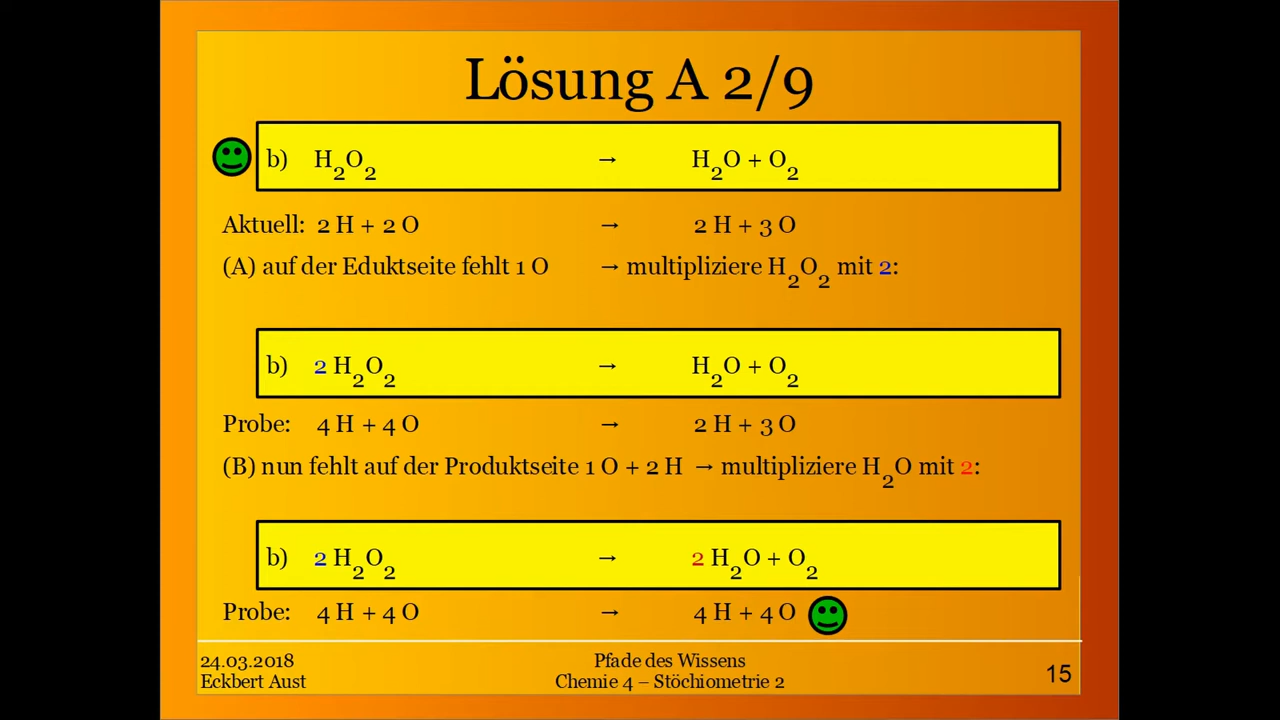 Lösung A 2/9
b) H₂O₂ → H₂O + O₂
Aktuell: 2 H + 2 O → 2 H + 3 O
(A) auf der Eduktseite fehlt 1 O → multipliziere H₂O₂ mit 2:
b) 2 H₂O₂ → H₂O + O₂
Probe: 4 H + 4 O → 2 H + 3 O
(B) nun fehlt auf der Produktseite 1 O + 2 H → multipliziere H₂O mit 2:
b) 2 H₂O₂ → 2 H₂O + O₂
Probe: 4 H + 4 O → 4 H + 4 O
24.03.2018
Eckbert Aust
Pfade des Wissens
Chemie 4 – Stöchiometrie 2
15